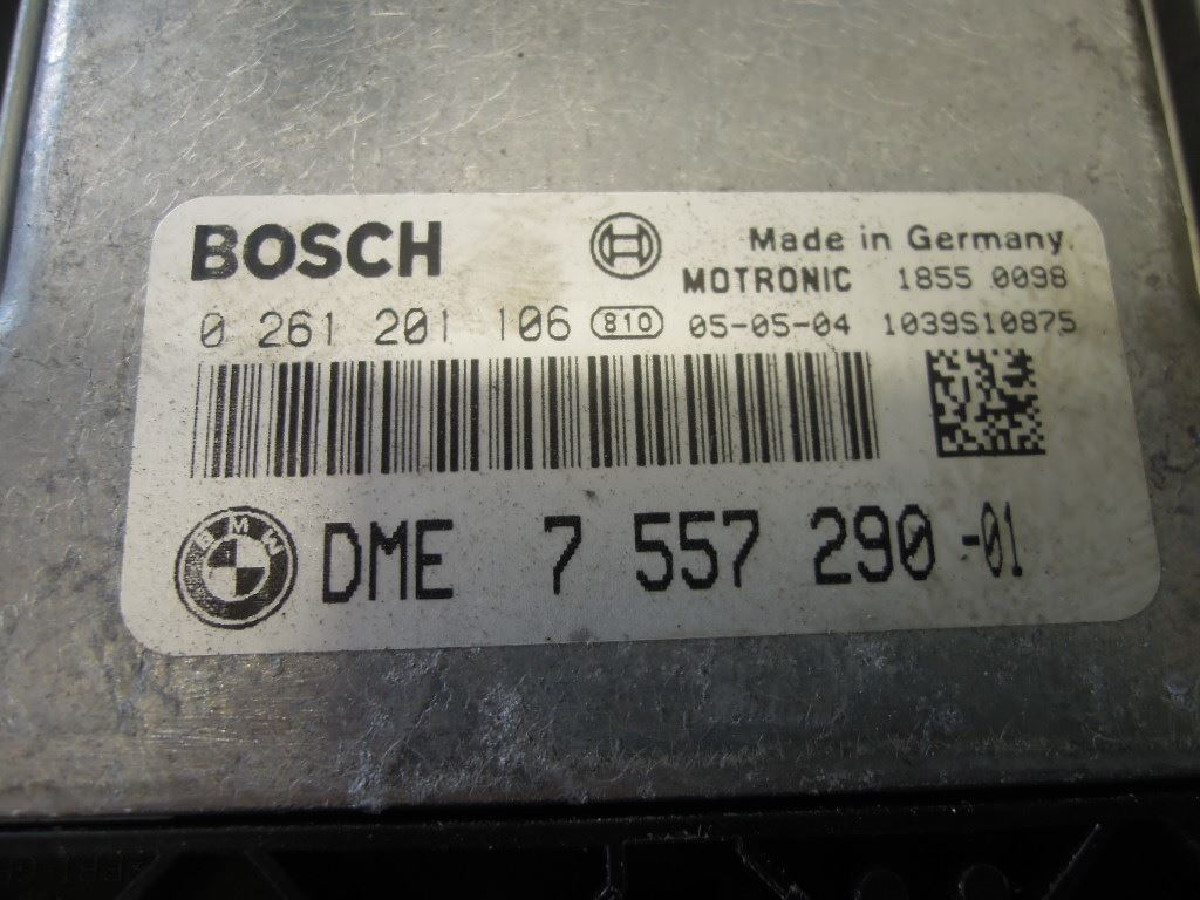 BOSCH
Made in Germany
MOTRONIC 1855 0098
0 261 201 106 810 05-05-04 1039S10875
BMW DME 7 557 290 -01